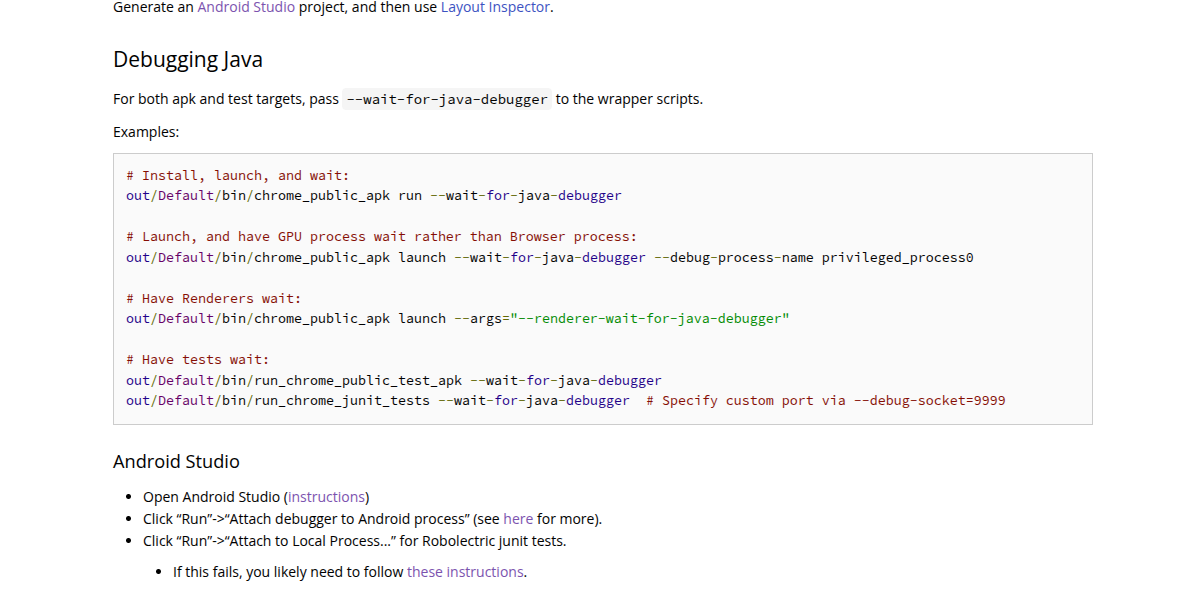 Generate an Android Studio project, and then use Layout Inspector.
Debugging Java
For both apk and test targets, pass --wait-for-java-debugger to the wrapper scripts.
Examples:
# Install, launch, and wait:
out/Default/bin/chrome_public_apk run --wait-for-java-debugger
# Launch, and have GPU process wait rather than Browser process:
out/Default/bin/chrome_public_apk launch --wait-for-java-debugger --debug-process-name privileged_process0
# Have Renderers wait:
out/Default/bin/chrome_public_apk launch --args="--renderer-wait-for-java-debugger"
# Have tests wait:
out/Default/bin/run_chrome_public_test_apk --wait-for-java-debugger
out/Default/bin/run_chrome_junit_tests --wait-for-java-debugger  # Specify custom port via --debug-socket=9999
Android Studio
• Open Android Studio (instructions)
• Click “Run”->“Attach debugger to Android process” (see here for more).
• Click “Run”->“Attach to Local Process...” for Robolectric junit tests.
• If this fails, you likely need to follow these instructions.